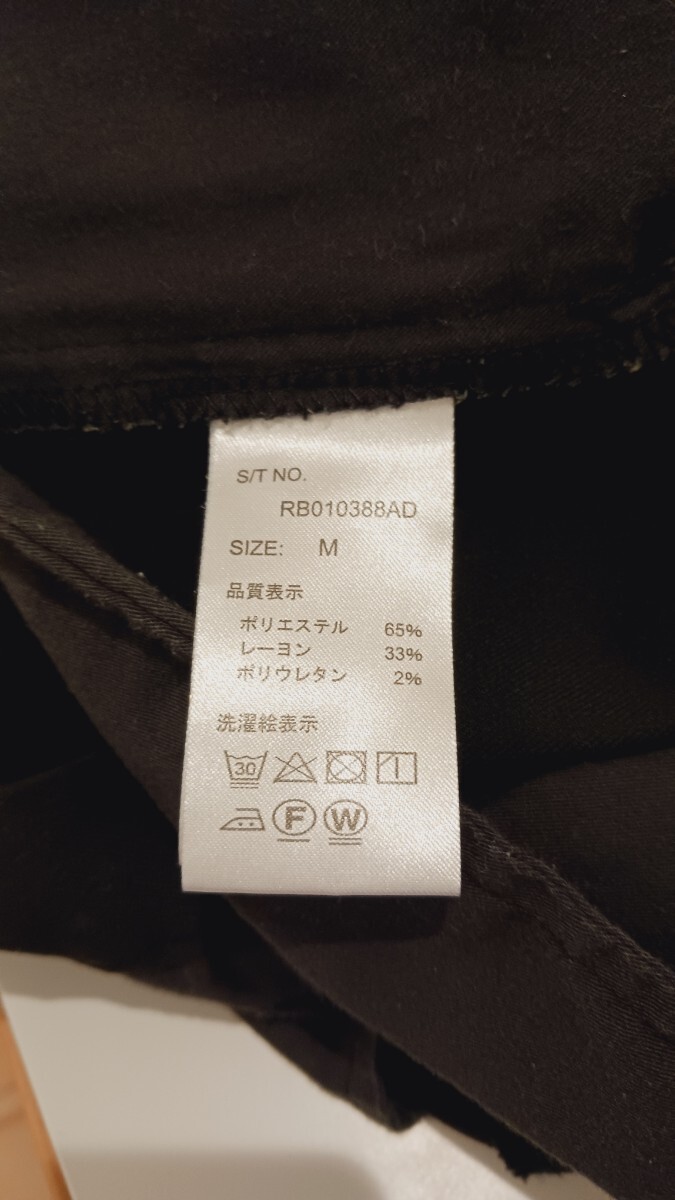 S/T NO.
RB010388AD
SIZE: M
品質表示
ポリエステル 65%
レーヨン 33%
ポリウレタン 2%
洗濯絵表示
30
F W